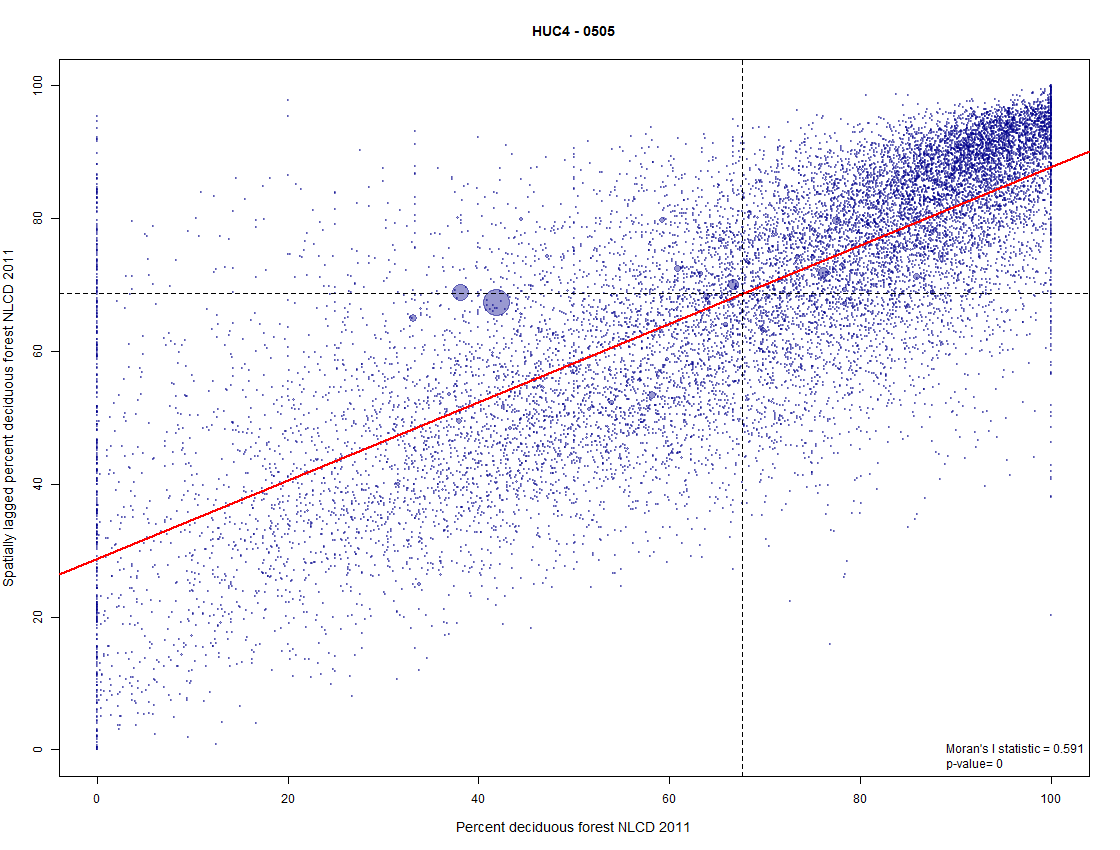 HUC4 - 0505
Spatially lagged percent deciduous forest NLCD 2011
100
80
60
40
20
0
0 20 40 60 80 100
Percent deciduous forest NLCD 2011
Moran's I statistic = 0.591
p-value= 0